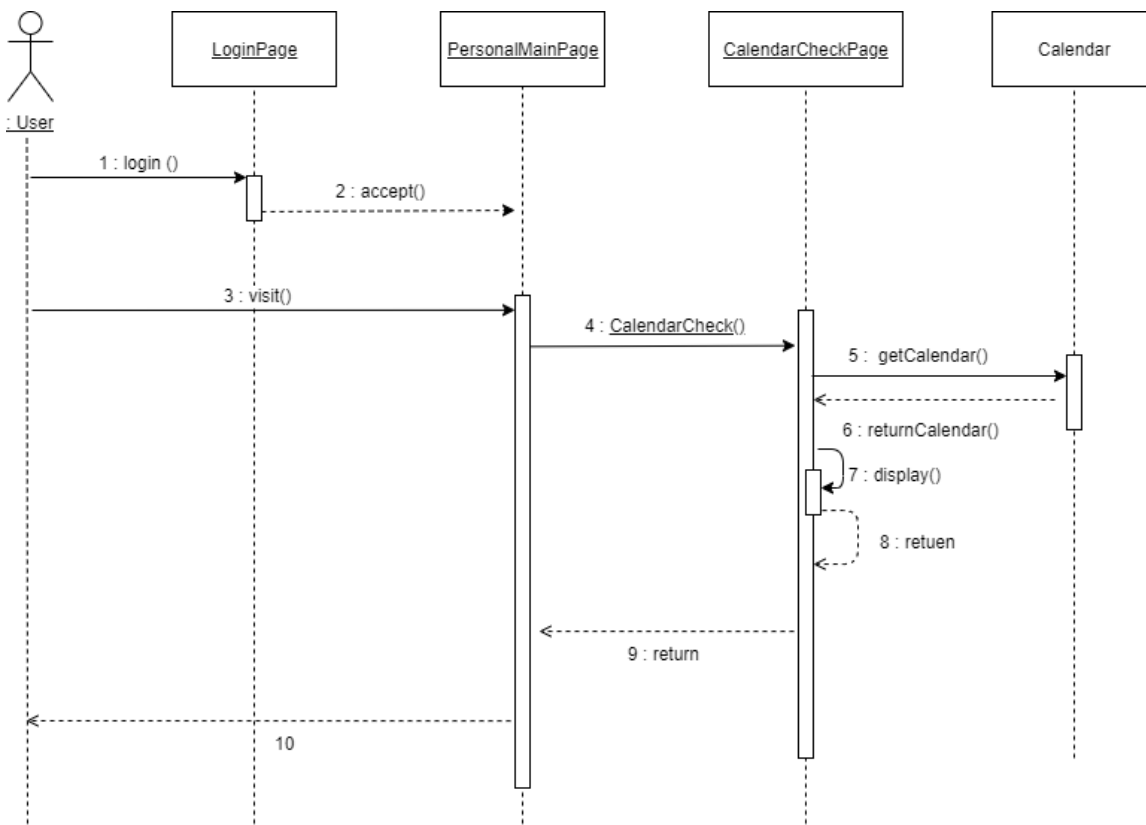 LoginPage
PersonalMainPage
CalendarCheckPage
Calendar
: User
1 : login ()
2 : accept()
3 : visit()
4 : CalendarCheck()
5 :  getCalendar()
6 : returnCalendar()
7 : display()
8 : retuen
9 : return
10